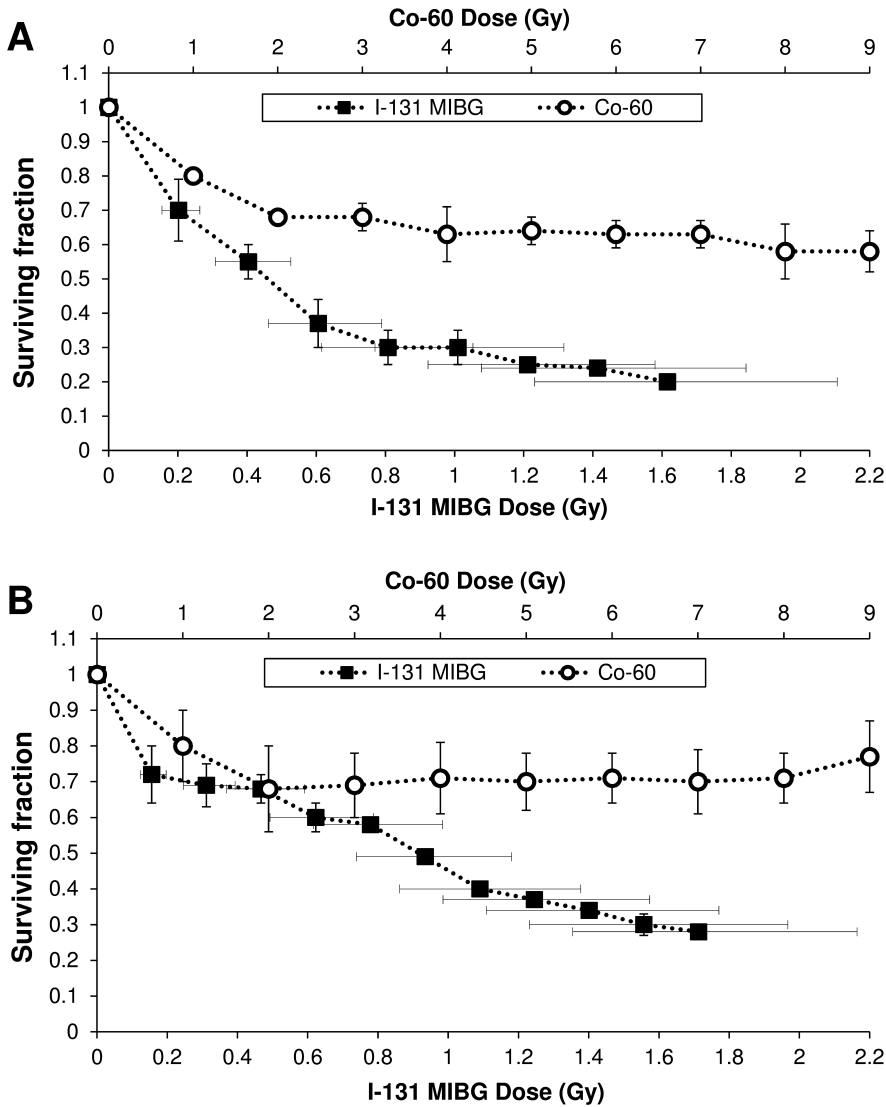 A
Co-60 Dose (Gy)
0 1 2 3 4 5 6 7 8 9
1.1
1
0.9
0.8
0.7
0.6
0.5
0.4
0.3
0.2
0.1
0
Surviving fraction
I-131 MIBG Co-60
0 0.2 0.4 0.6 0.8 1 1.2 1.4 1.6 1.8 2 2.2
I-131 MIBG Dose (Gy)
B
Co-60 Dose (Gy)
0 1 2 3 4 5 6 7 8 9
1.1
1
0.9
0.8
0.7
0.6
0.5
0.4
0.3
0.2
0.1
0
Surviving fraction
I-131 MIBG Co-60
0 0.2 0.4 0.6 0.8 1 1.2 1.4 1.6 1.8 2 2.2
I-131 MIBG Dose (Gy)